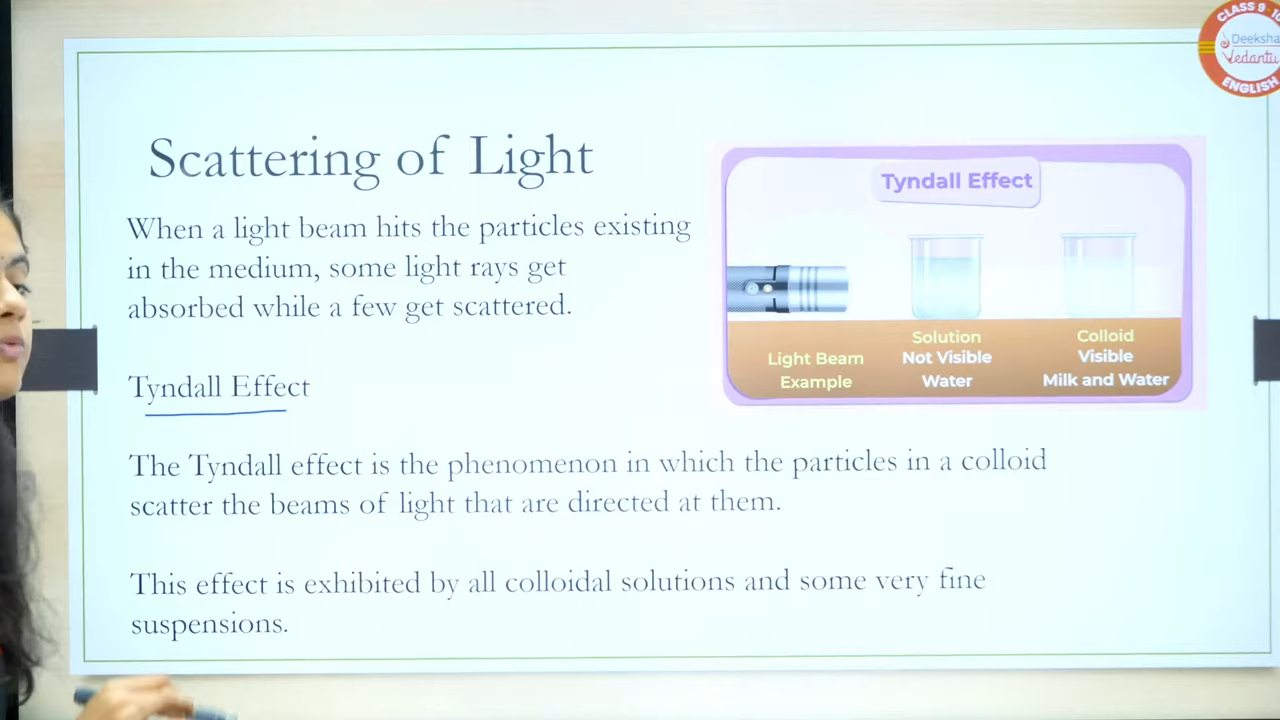 CLASS 9-10
Deeksha
Vedantu
ENGLISH
Scattering of Light
When a light beam hits the particles existing
in the medium, some light rays get
absorbed while a few get scattered.
Tyndall Effect
Light Beam
Example
Solution
Not Visible
Water
Colloid
Visible
Milk and Water
Tyndall Effect
The Tyndall effect is the phenomenon in which the particles in a colloid
scatter the beams of light that are directed at them.
This effect is exhibited by all colloidal solutions and some very fine
suspensions.